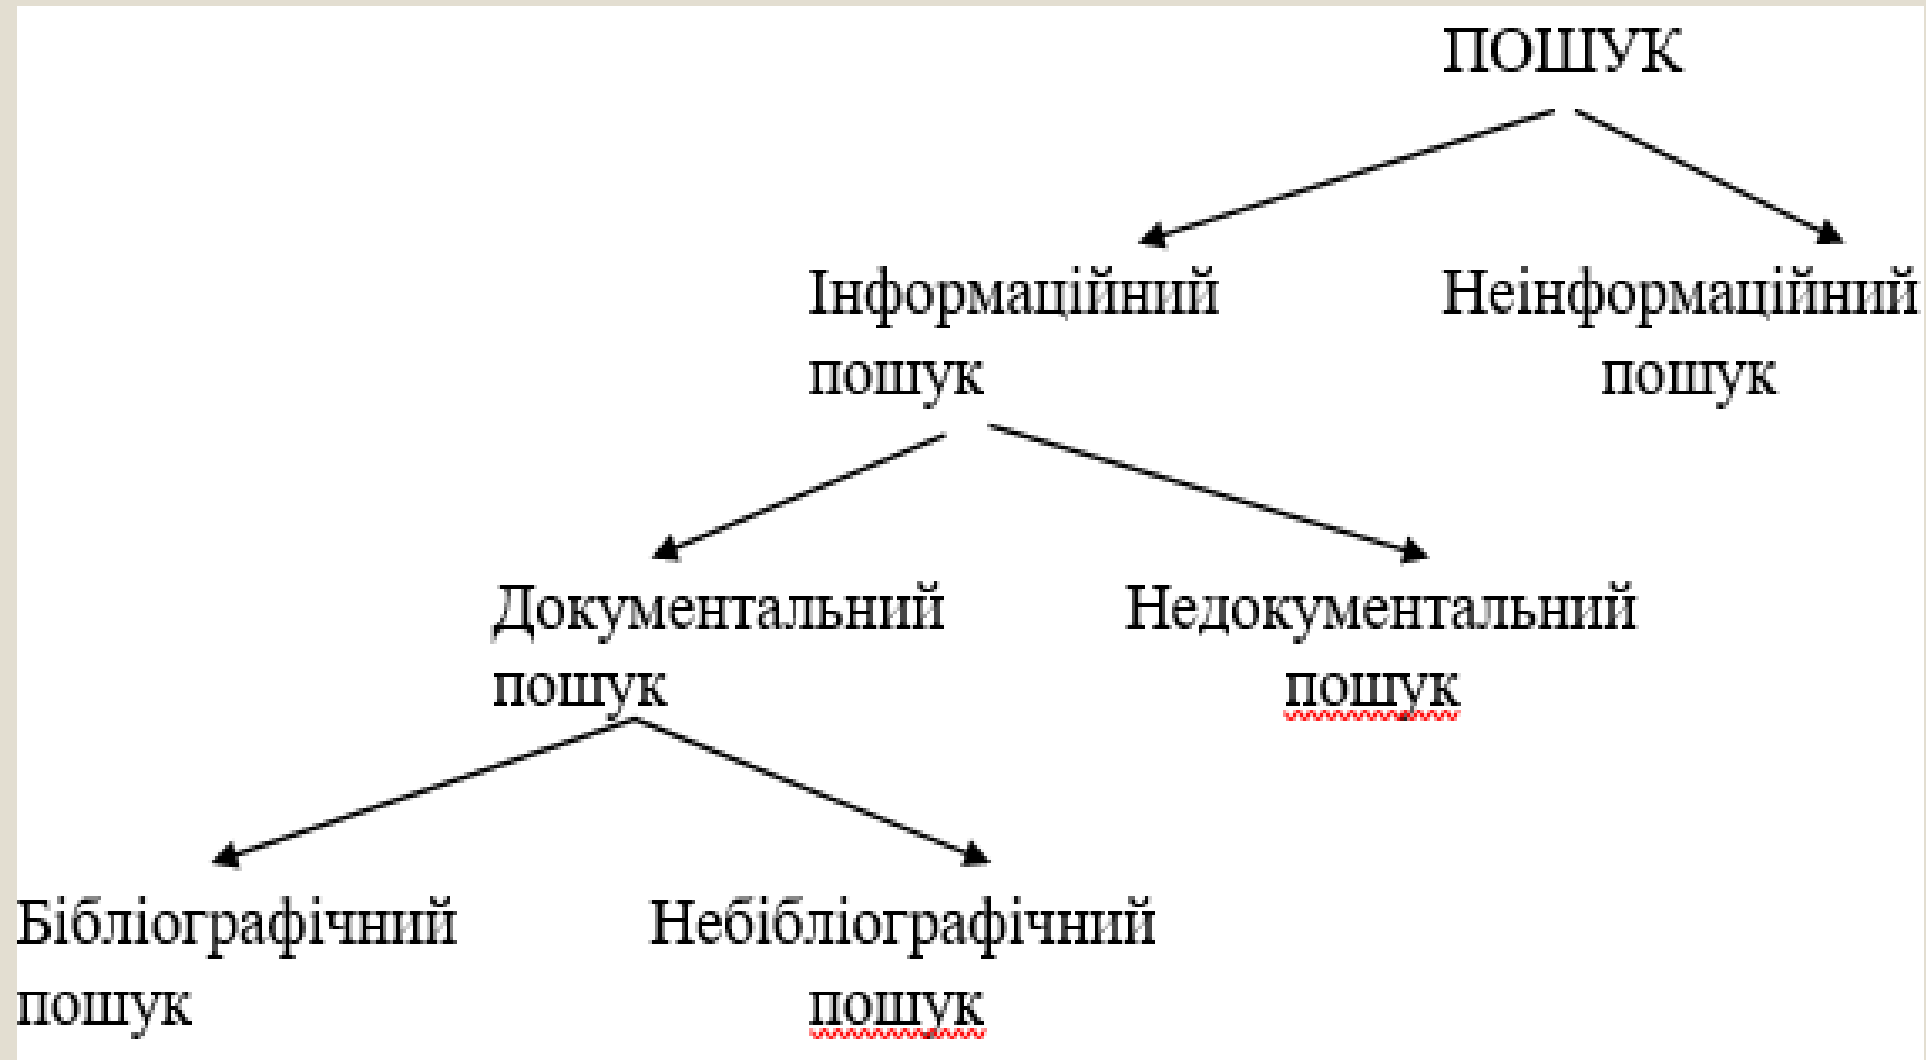 ПОШУК
Інформаційний
пошук
Неінформаційний
пошук
Документальний
пошук
Недокументальний
пошук
Бібліографічний
пошук
Небібліографічний
пошук